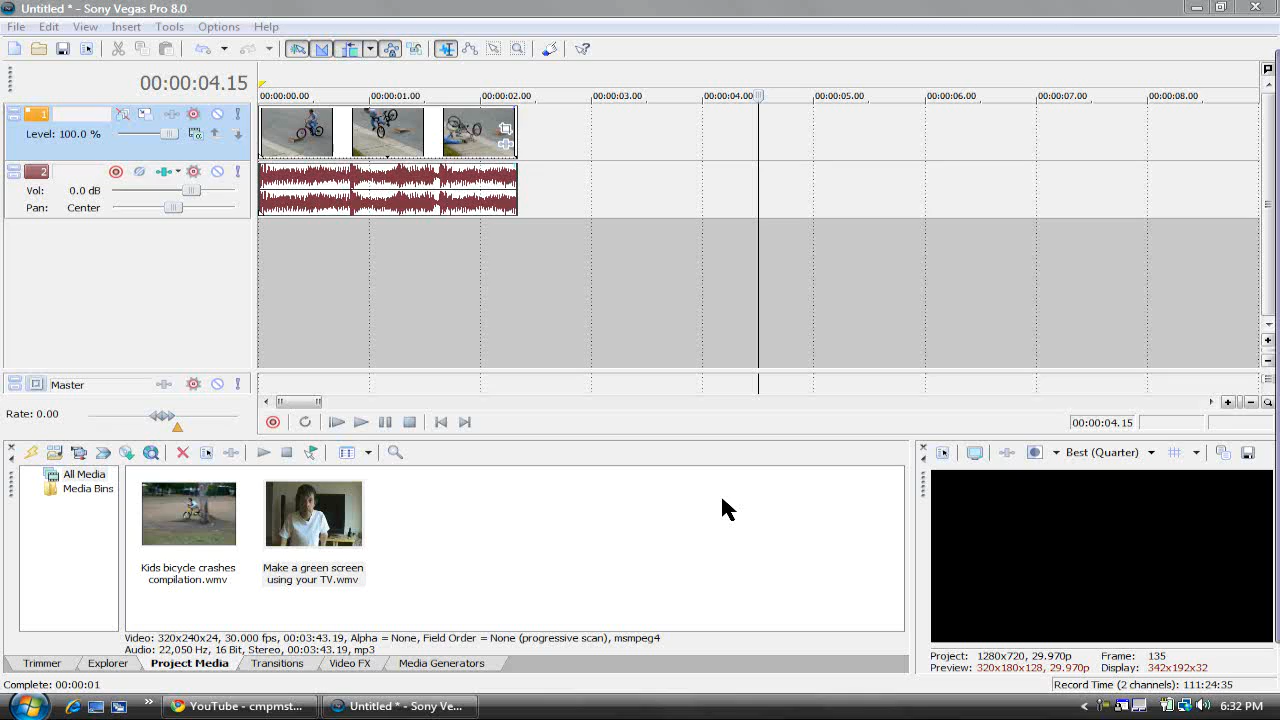 Untitled * - Sony Vegas Pro 8.0
File Edit View Insert Tools Options Help
00:00:04.15
00:00:00.00 00:00:01.00 00:00:02.00 00:00:03.00 00:00:04.00 00:00:05.00 00:00:06.00 00:00:07.00 00:00:08.00
1
Level: 100.0 %
2
Vol: 0.0 dB
Pan: Center
Master
Rate: 0.00
00:00:04.15
Best (Quarter)
All Media
Media Bins
Kids bicycle crashes
compilation.wmv
Make a green screen
using your TV.wmv
Video: 320x240x24, 30.000 fps, 00:03:43.19, Alpha = None, Field Order = None (progressive scan), msmpeg4
Audio: 22,050 Hz, 16 Bit, Stereo, 00:03:43.19, mp3
Trimmer Explorer Project Media Transitions Video FX Media Generators
Project: 1280x720, 29.970p Frame: 135
Preview: 320x180x128, 29.970p Display: 342x192x32
Complete: 00:00:01
Record Time (2 channels): 111:24:35
YouTube - cmpmst...
Untitled * - Sony Ve...
6:32 PM